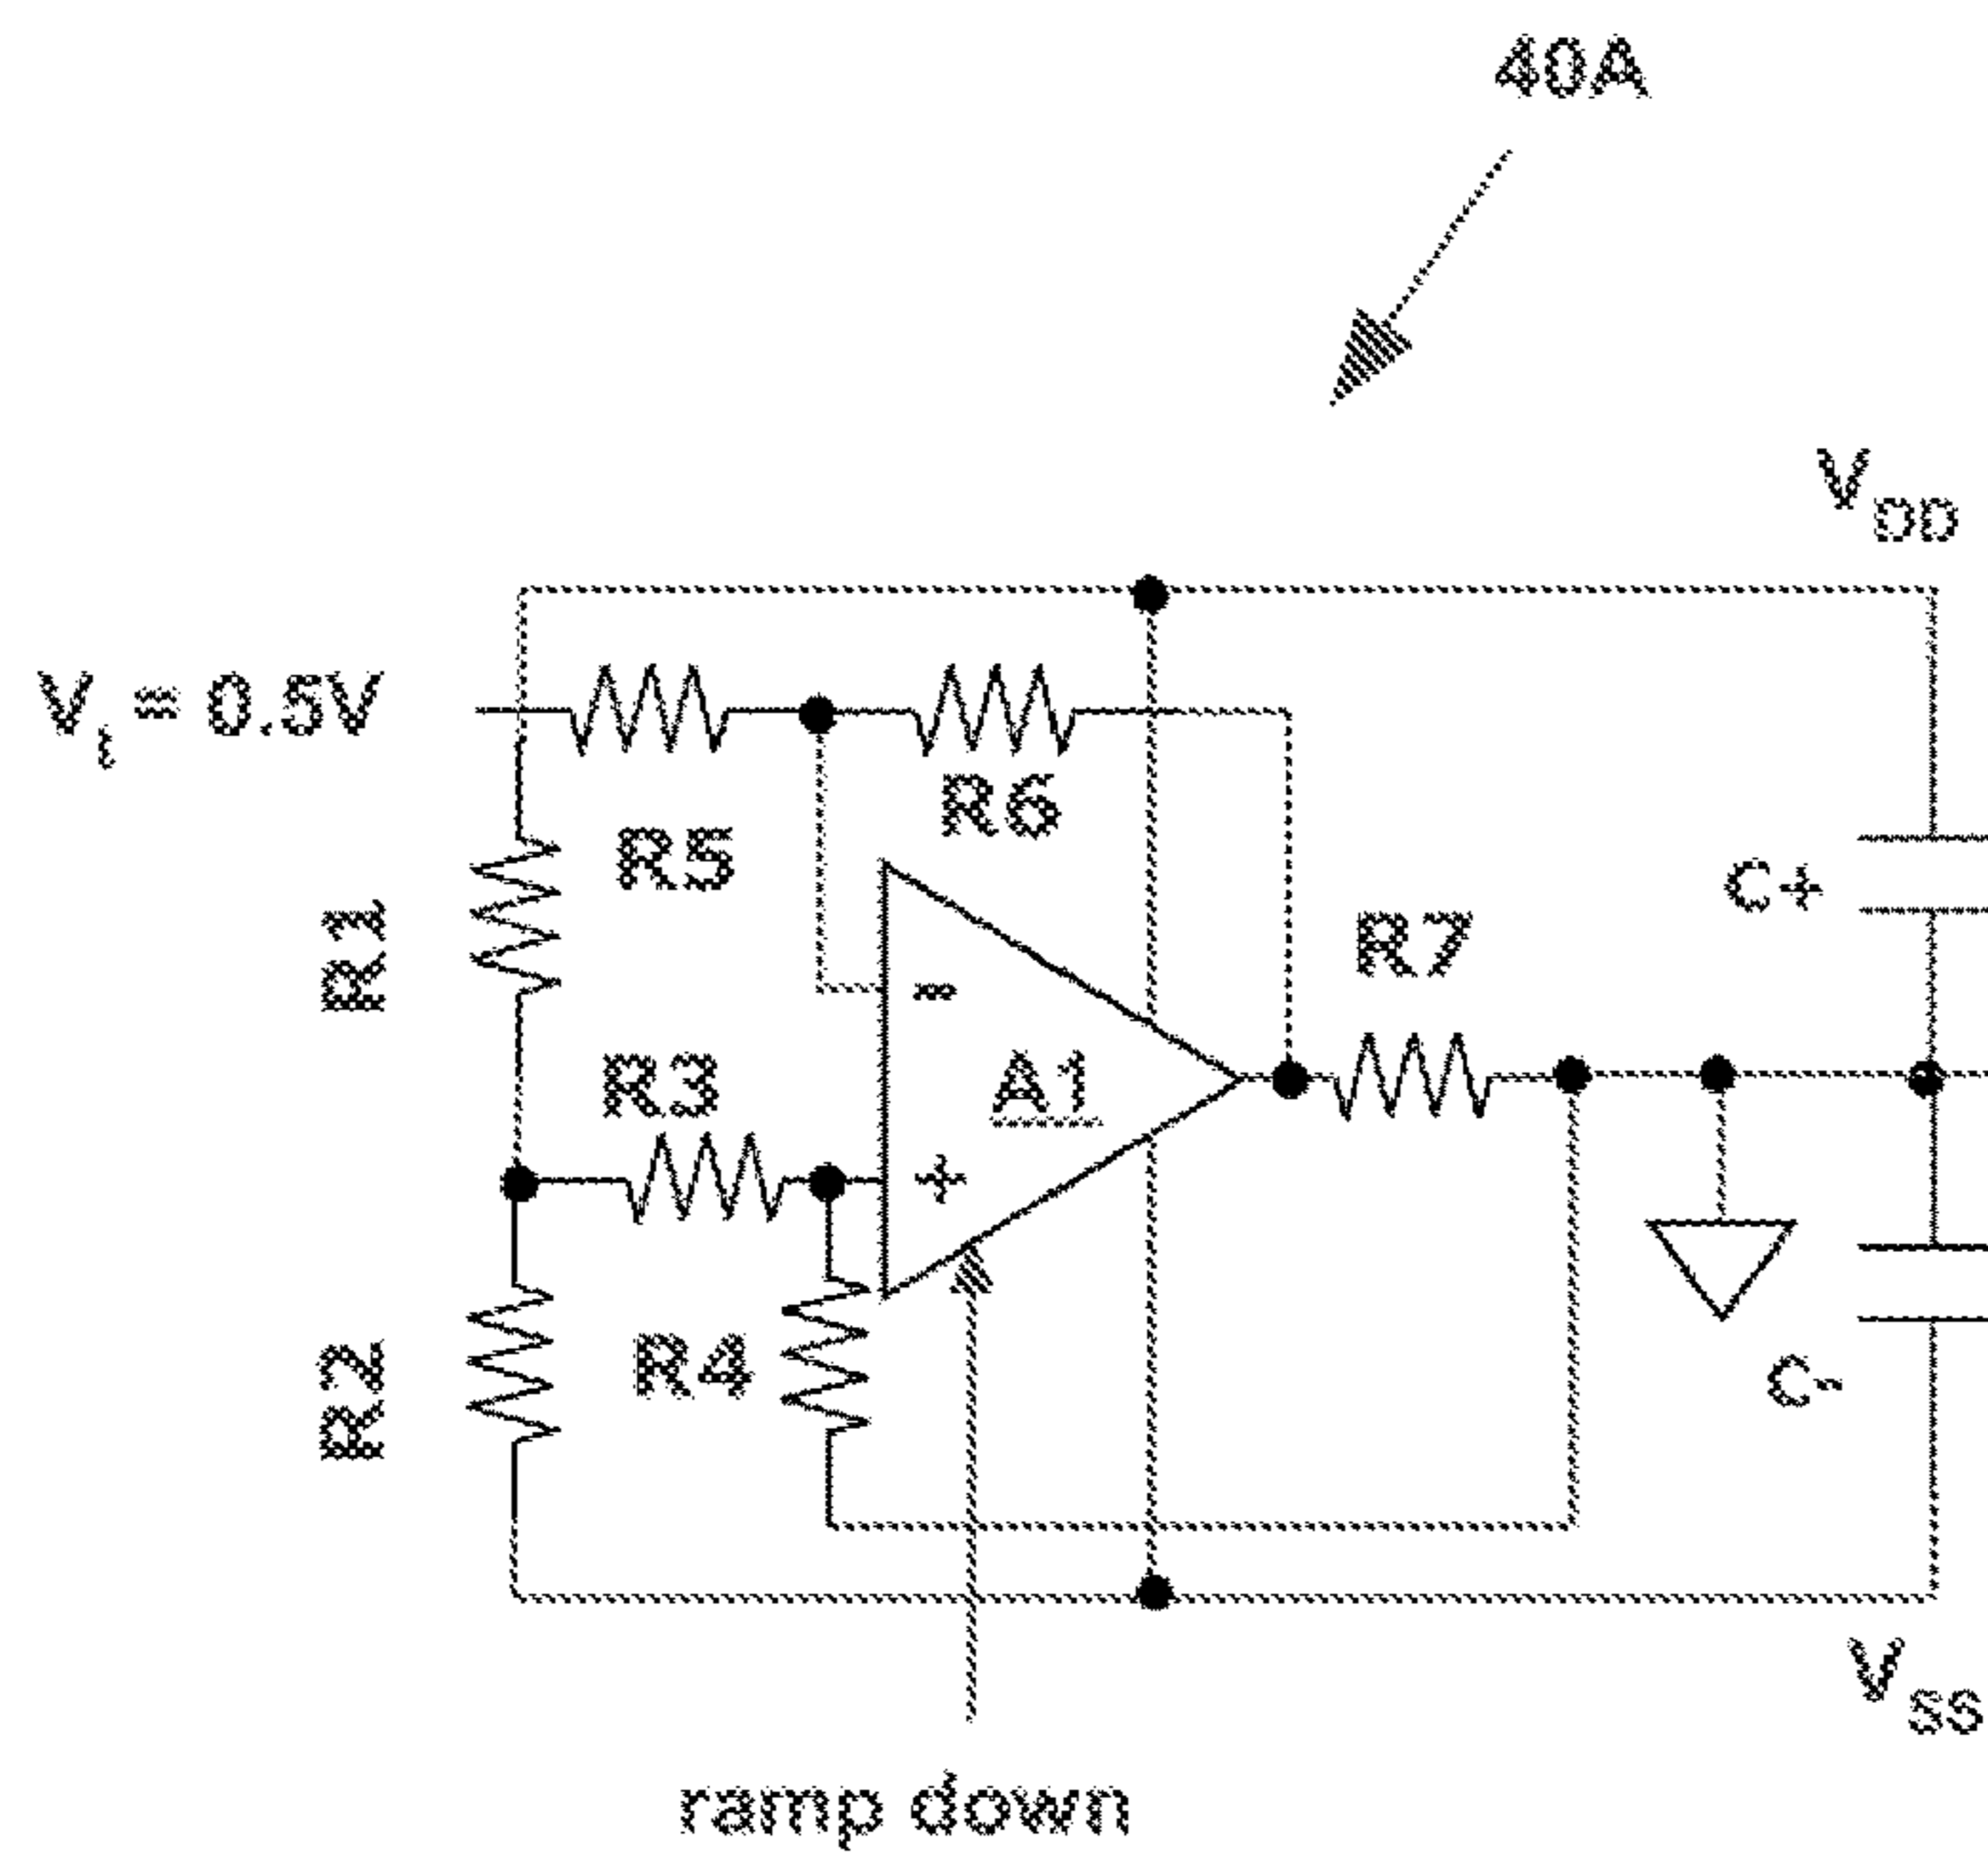 40A
V_DD
V_t = 0.5V
R6
R5
C+
R1
R7
-
R3
A1
+
R2
R4
C-
V_SS
ramp down